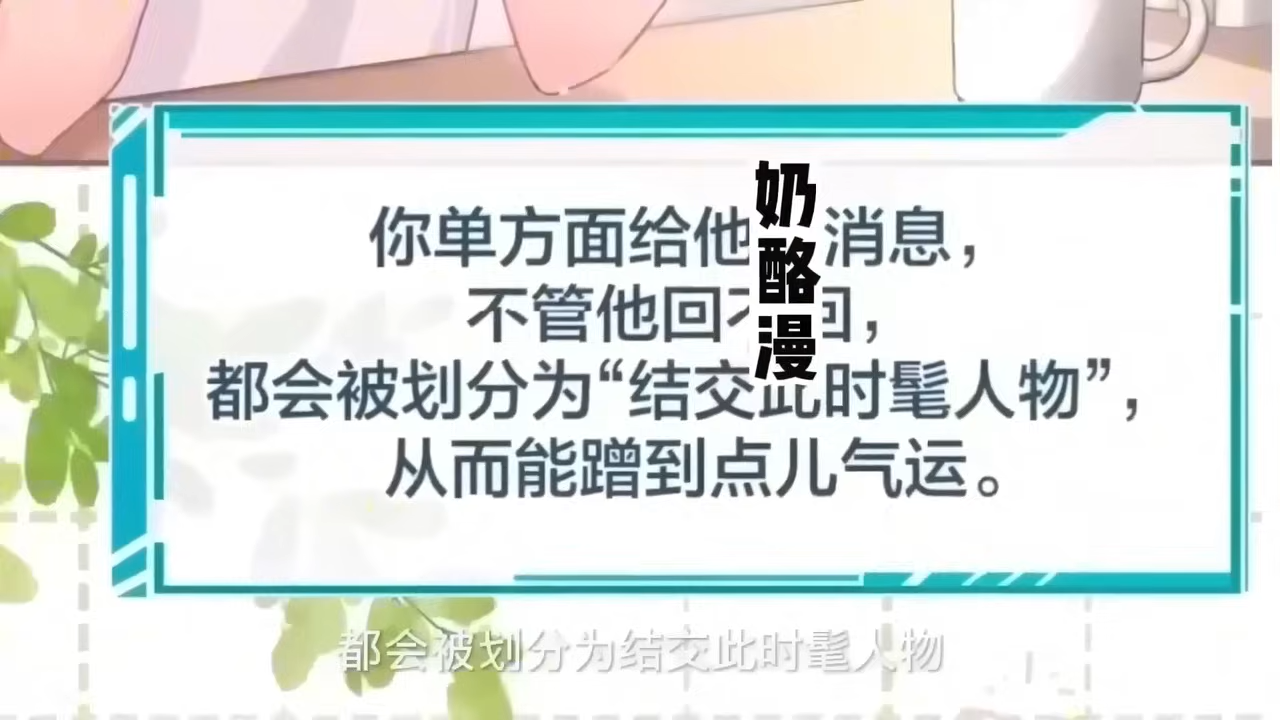 你单方面给他 消息，
不管他回不回，
都会被划分为“结交此时髦人物”，
从而能蹭到点儿气运。
奶酪漫
都会被划分为结交此时髦人物